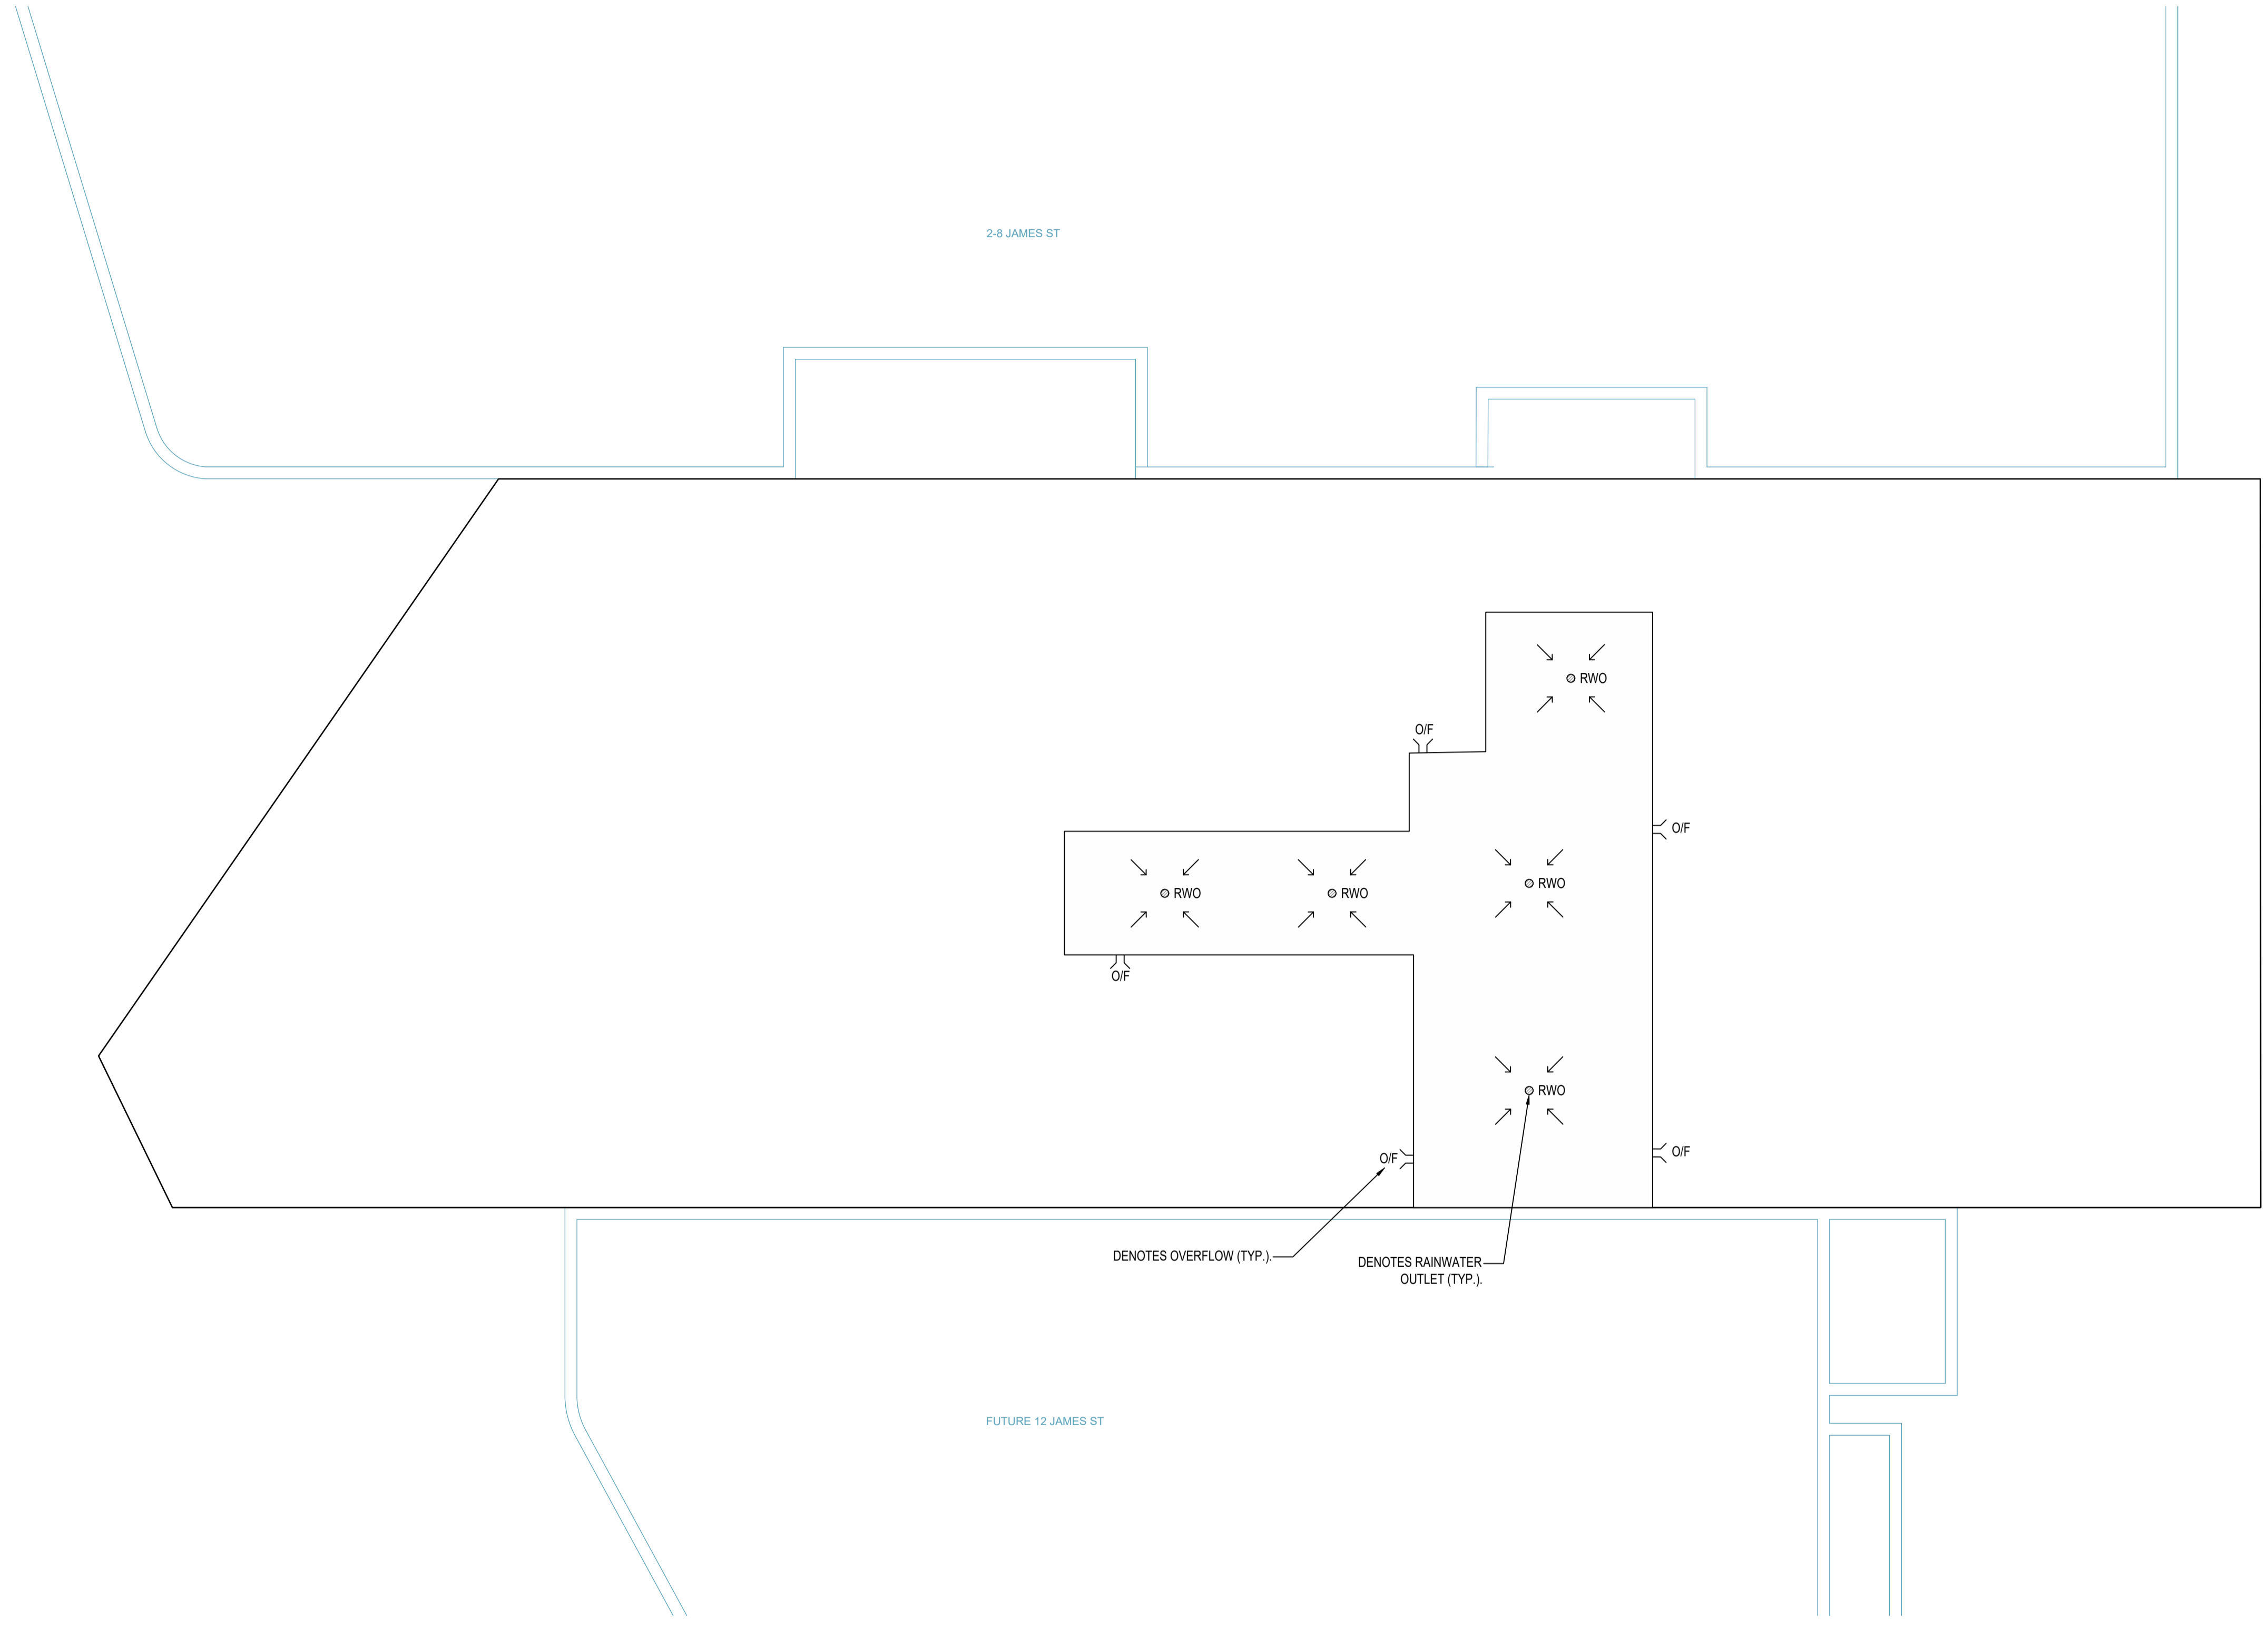 2-8 JAMES ST
RWO
O/F
O/F
RWO
RWO
RWO
O/F
RWO
O/F
O/F
DENOTES OVERFLOW (TYP.).
DENOTES RAINWATER
OUTLET (TYP.).
FUTURE 12 JAMES ST